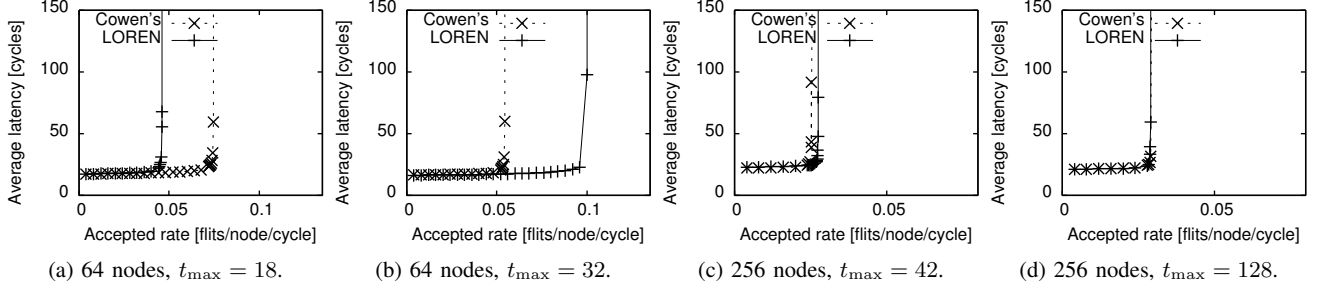 Average latency [cycles]
150
100
50
0
Cowen's
LOREN
0 0.05 0.1
Accepted rate [flits/node/cycle]
(a) 64 nodes, t_max = 18.
Average latency [cycles]
150
100
50
0
Cowen's
LOREN
0 0.05 0.1
Accepted rate [flits/node/cycle]
(b) 64 nodes, t_max = 32.
Average latency [cycles]
150
100
50
0
Cowen's
LOREN
0 0.05
Accepted rate [flits/node/cycle]
(c) 256 nodes, t_max = 42.
Average latency [cycles]
150
100
50
0
Cowen's
LOREN
0 0.05
Accepted rate [flits/node/cycle]
(d) 256 nodes, t_max = 128.